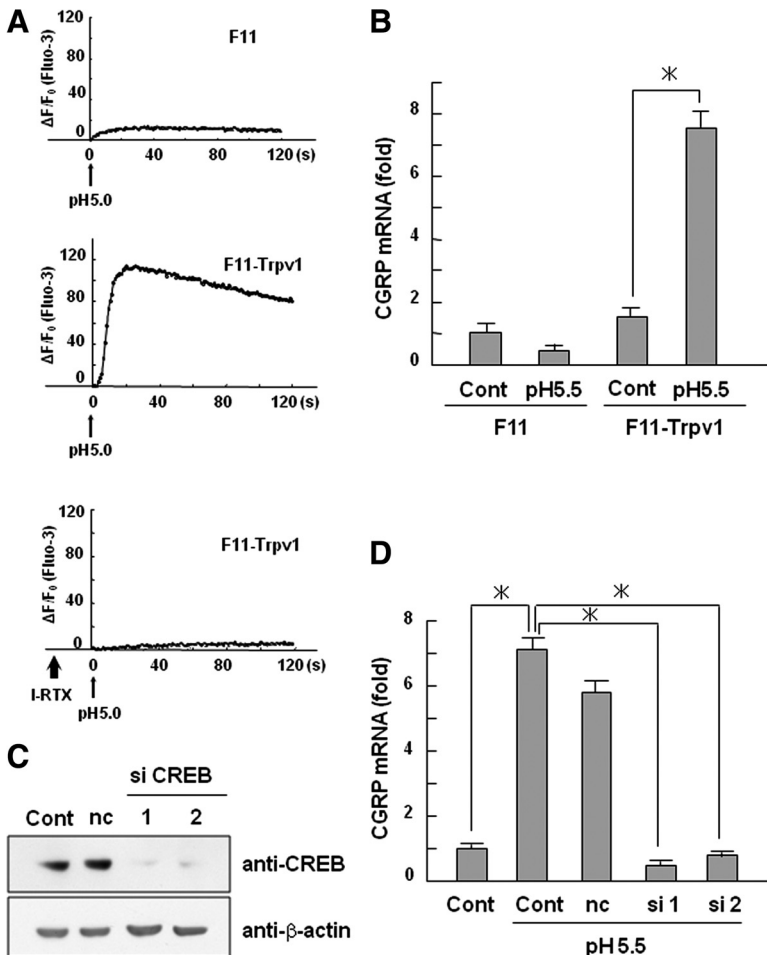 A
F11
ΔF/F₀ (Fluo-3)
120
80
40
0
0 40 80 120 (s)
pH5.0
F11-Trpv1
ΔF/F₀ (Fluo-3)
120
80
40
0
0 40 80 120 (s)
pH5.0
F11-Trpv1
ΔF/F₀ (Fluo-3)
120
80
40
0
0 40 80 120 (s)
I-RTX
pH5.0
B
CGRP mRNA (fold)
8
6
4
2
0
*
Cont pH5.5 Cont pH5.5
F11 F11-Trpv1
C
si CREB
Cont nc 1 2
anti-CREB
anti-β-actin
D
CGRP mRNA (fold)
8
6
4
2
0
* * *
Cont Cont nc si 1 si 2
pH 5.5